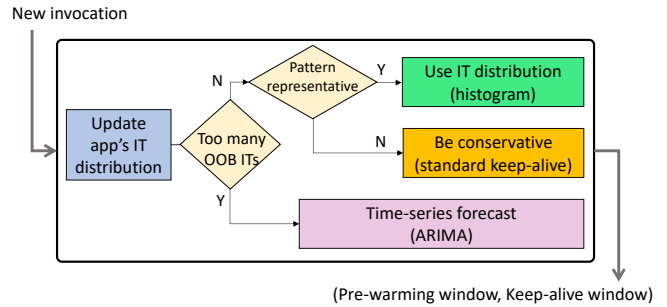 New invocation
Update
app's IT
distribution
N
Too many
OOB ITs
Y
Pattern
representative
Y
Use IT distribution
(histogram)
N
Be conservative
(standard keep-alive)
Time-series forecast
(ARIMA)
(Pre-warming window, Keep-alive window)